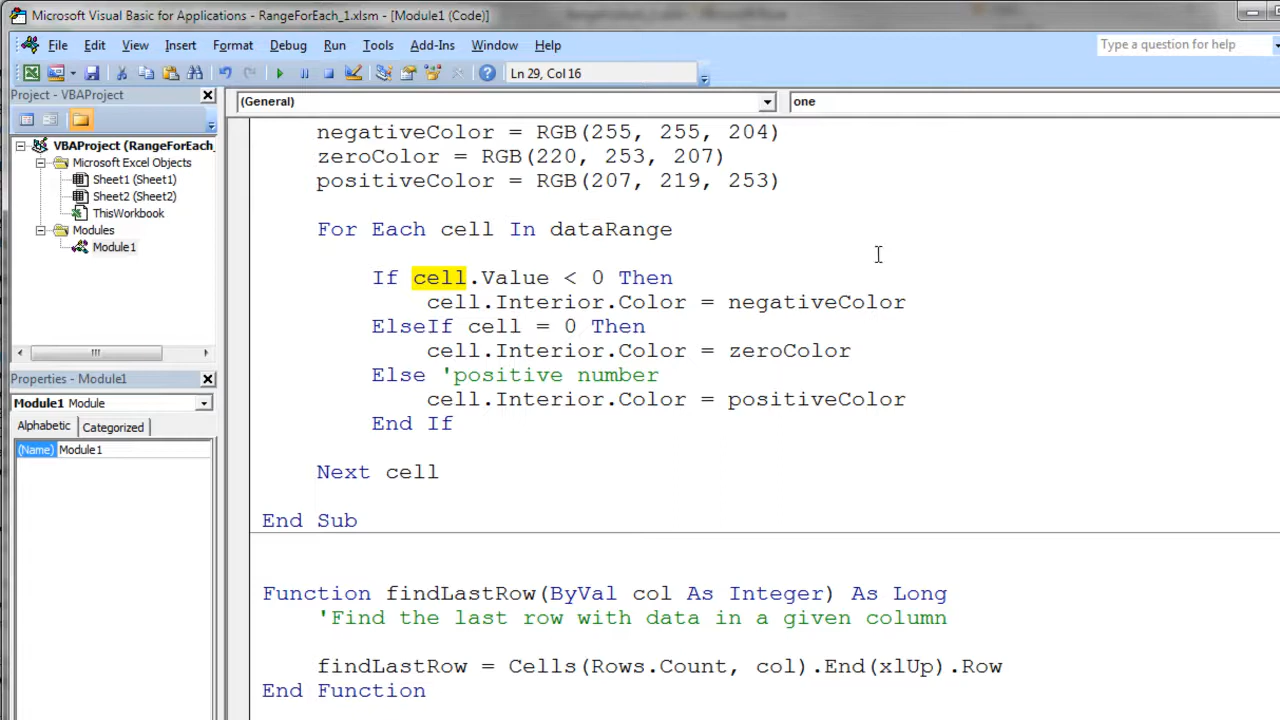 Microsoft Visual Basic for Applications - RangeForEach_1.xlsm - [Module1 (Code)]
File Edit View Insert Format Debug Run Tools Add-Ins Window Help
Type a question for help
Ln 29, Col 16
Project - VBAProject
(General)
one
VBAProject (RangeForEach_
Microsoft Excel Objects
Sheet1 (Sheet1)
Sheet2 (Sheet2)
ThisWorkbook
Modules
Module1
Properties - Module1
Module1 Module
Alphabetic Categorized
(Name) Module1
negativeColor = RGB(255, 255, 204)
zeroColor = RGB(220, 253, 207)
positiveColor = RGB(207, 219, 253)
For Each cell In dataRange
If cell.Value < 0 Then
cell.Interior.Color = negativeColor
ElseIf cell = 0 Then
cell.Interior.Color = zeroColor
Else 'positive number
cell.Interior.Color = positiveColor
End If
Next cell
End Sub
Function findLastRow(ByVal col As Integer) As Long
'Find the last row with data in a given column
findLastRow = Cells(Rows.Count, col).End(xlUp).Row
End Function